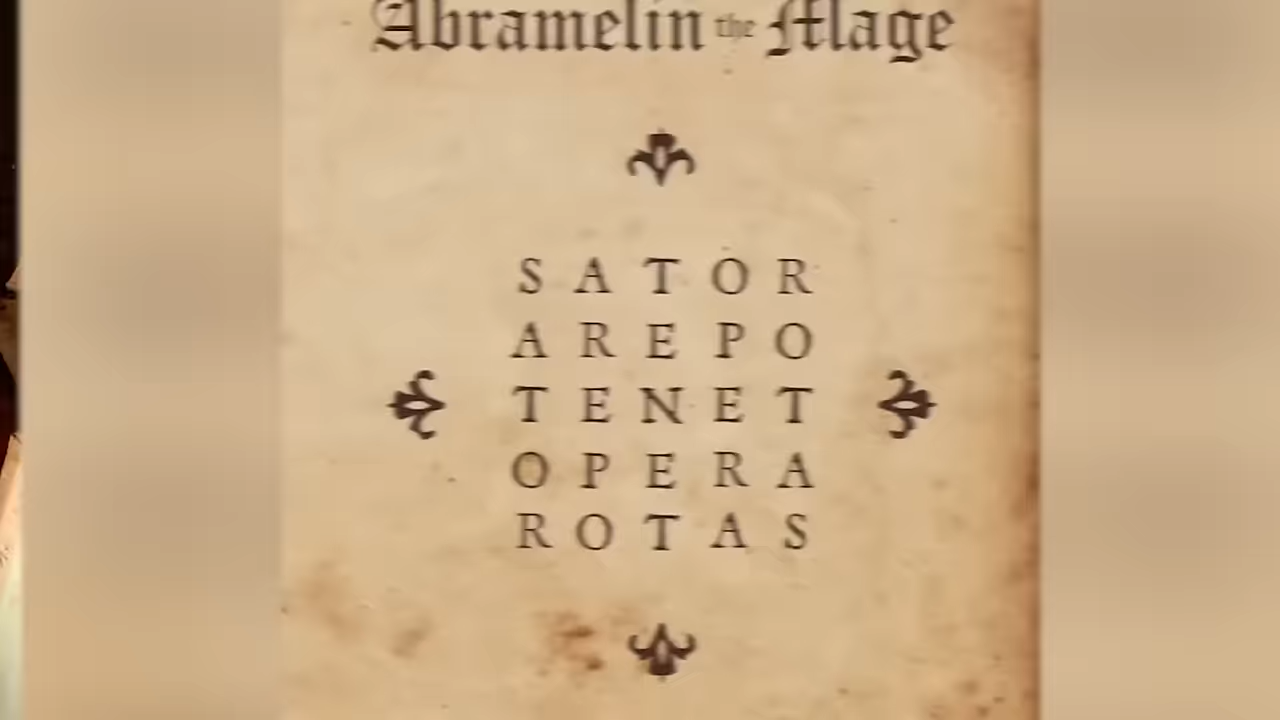 Abramelin the Mage
S A T O R
A R E P O
T E N E T
O P E R A
R O T A S